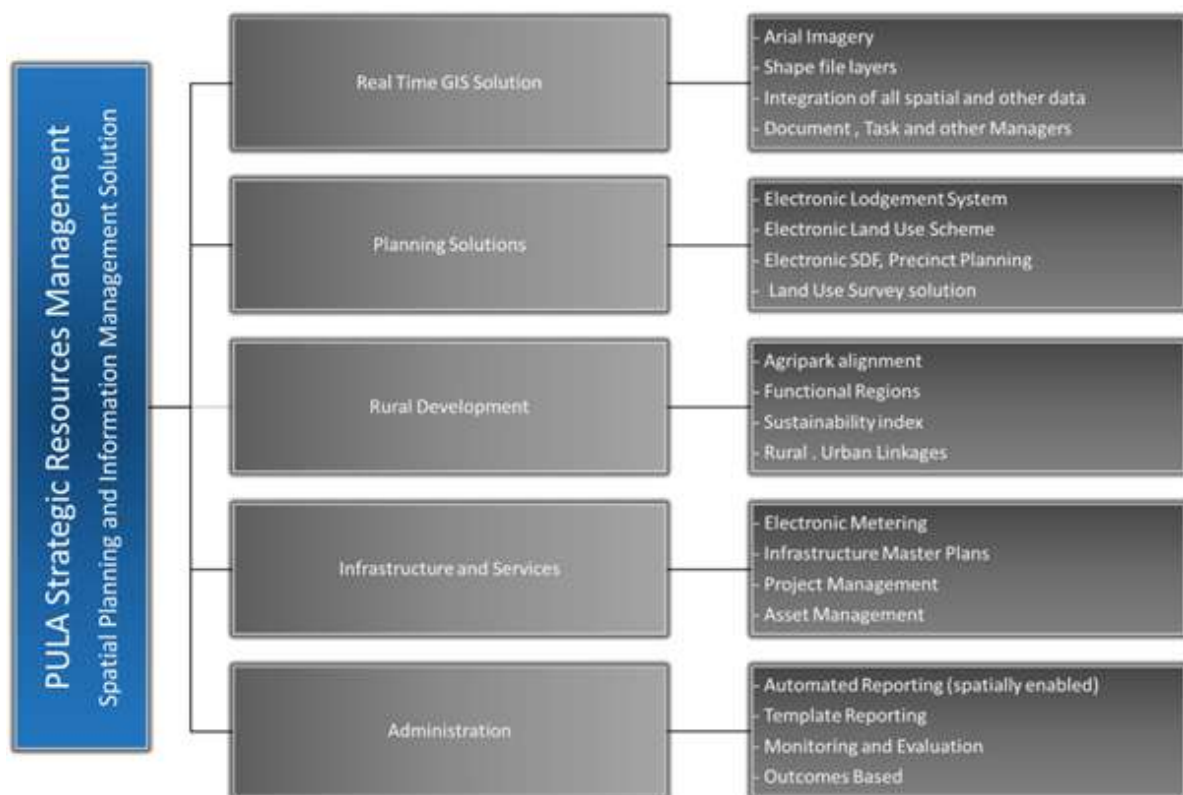 PULA Strategic Resources Management
Spatial Planning and Information Management Solution
Real Time GIS Solution
- Arial Imagery
- Shape file layers
- Integration of all spatial and other data
- Document , Task and other Managers
Planning Solutions
- Electronic Lodgement System
- Electronic Land Use Scheme
- Electronic SDF, Precinct Planning
- Land Use Survey solution
Rural Development
- Agripark alignment
- Functional Regions
- Sustainability index
- Rural . Urban Linkages
Infrastructure and Services
- Electronic Metering
- Infrastructure Master Plans
- Project Management
- Asset Management
Administration
- Automated Reporting (spatially enabled)
- Template Reporting
- Monitoring and Evaluation
- Outcomes Based